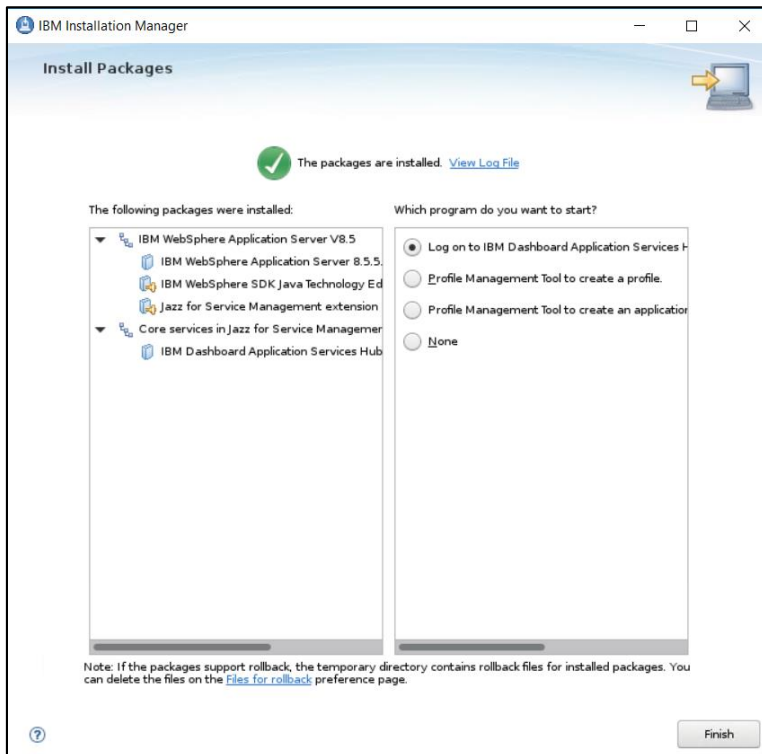 IBM Installation Manager
Install Packages
The packages are installed. View Log File
The following packages were installed:
IBM WebSphere Application Server V8.5
IBM WebSphere Application Server 8.5.5.
IBM WebSphere SDK Java Technology Ed
Jazz for Service Management extension
Core services in Jazz for Service Managemer
IBM Dashboard Application Services Hub
Which program do you want to start?
Log on to IBM Dashboard Application Services H
Profile Management Tool to create a profile.
Profile Management Tool to create an application
None
Note: If the packages support rollback, the temporary directory contains rollback files for installed packages. You
can delete the files on the Files for rollback preference page.
?
Finish